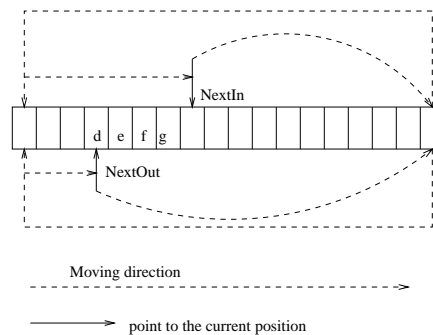 NextIn
d e f g
NextOut
Moving direction
point to the current position